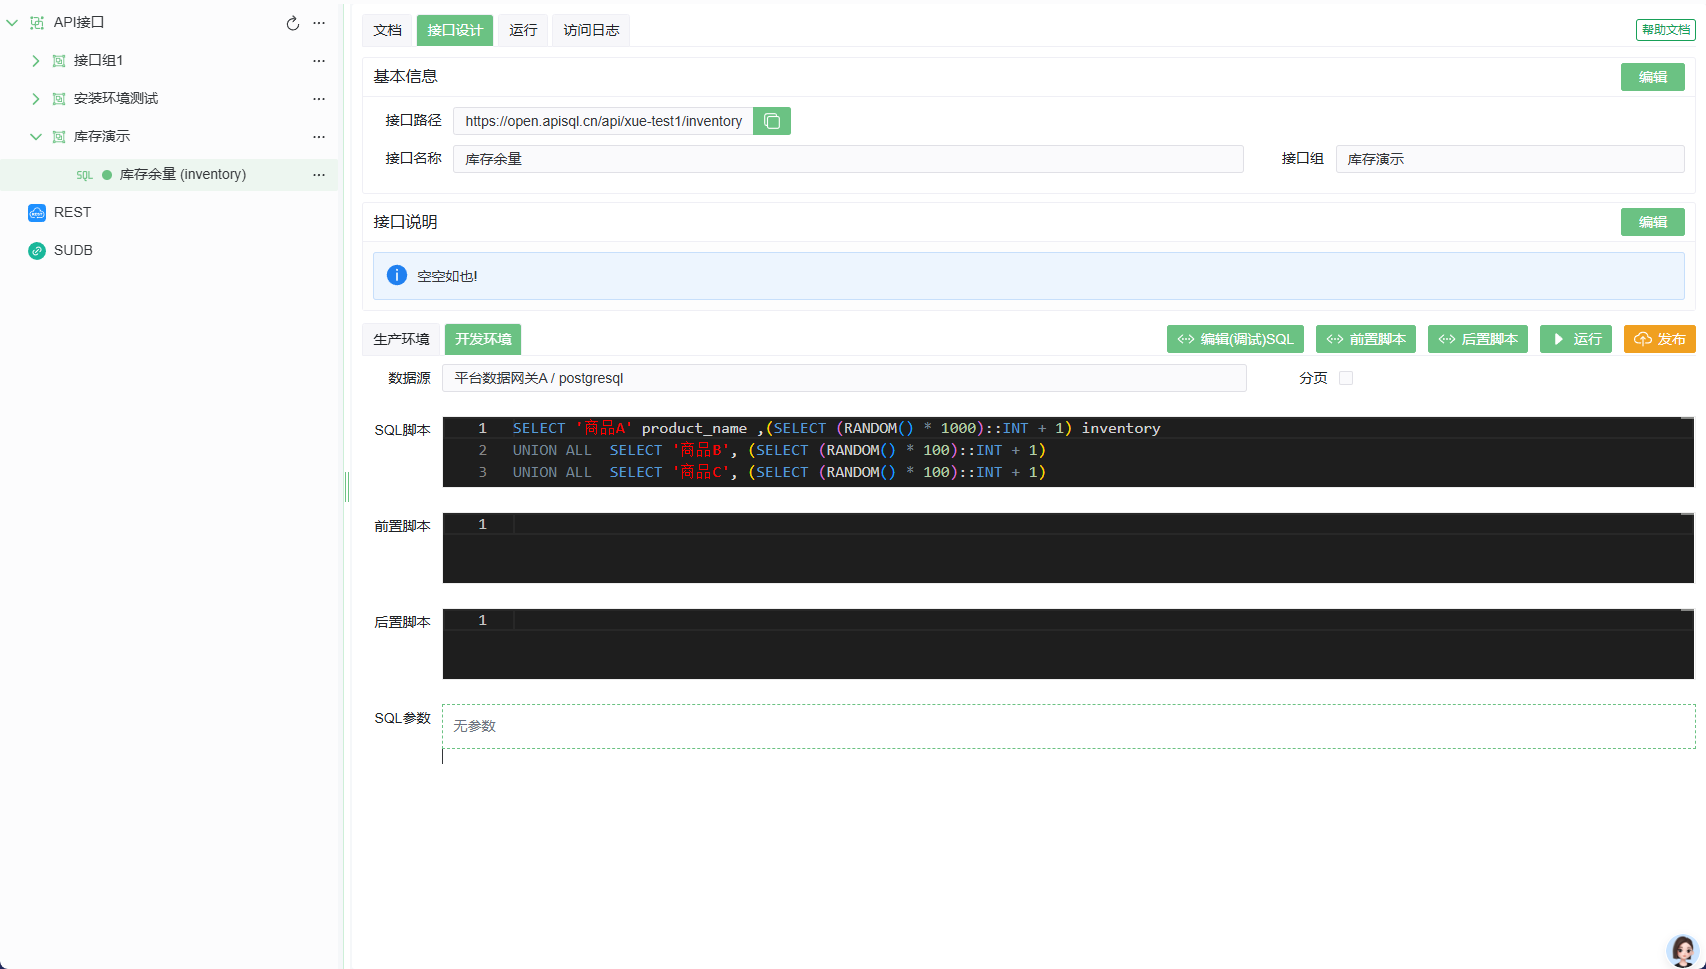 API接口
接口组1
安装环境测试
库存演示
SQL 库存余量 (inventory)
REST
SUDB
文档 接口设计 运行 访问日志 帮助文档
基本信息 编辑
接口路径 https://open.apisql.cn/api/xue-test1/inventory
接口名称 库存余量 接口组 库存演示
接口说明 编辑
空空如也!
生产环境 开发环境 编辑(调试)SQL 前置脚本 后置脚本 运行 发布
数据源 平台数据网关A / postgresql 分页
SQL脚本
1 SELECT '商品A' product_name ,(SELECT (RANDOM() * 1000)::INT + 1) inventory
2 UNION ALL  SELECT '商品B', (SELECT (RANDOM() * 100)::INT + 1)
3 UNION ALL  SELECT '商品C', (SELECT (RANDOM() * 100)::INT + 1)
前置脚本 1
后置脚本 1
SQL参数 无参数